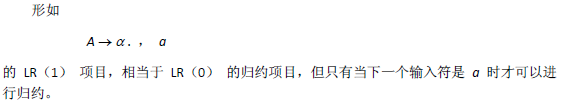 形如
A → α . ， a
的 LR（1） 项目，相当于 LR（0） 的归约项目，但只有当下一个输入符是 a 时才可以进
行归约。